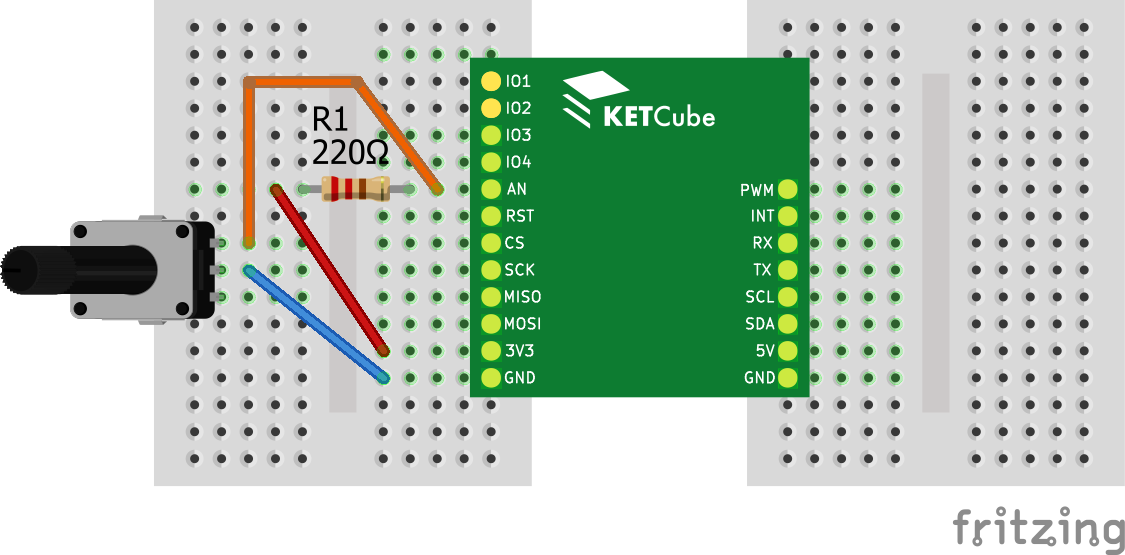 R1
220Ω
KETCube
IO1
IO2
IO3
IO4
AN
RST
CS
SCK
MISO
MOSI
3V3
GND
PWM
INT
RX
TX
SCL
SDA
5V
GND
fritzing